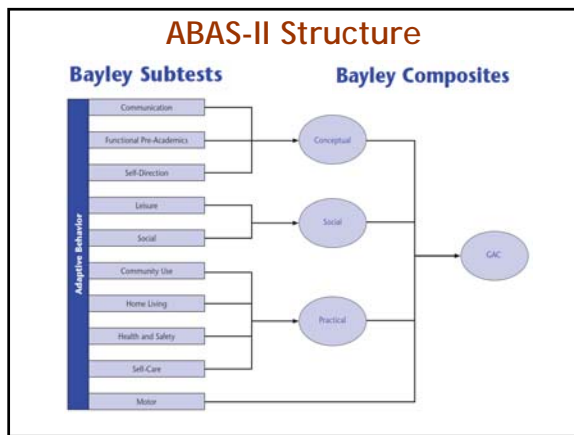 ABAS-II Structure
Bayley Subtests
Bayley Composites
Adaptive Behavior
Communication
Functional Pre-Academics
Self-Direction
Leisure
Social
Community Use
Home Living
Health and Safety
Self-Care
Motor
Conceptual
Social
Practical
GAC